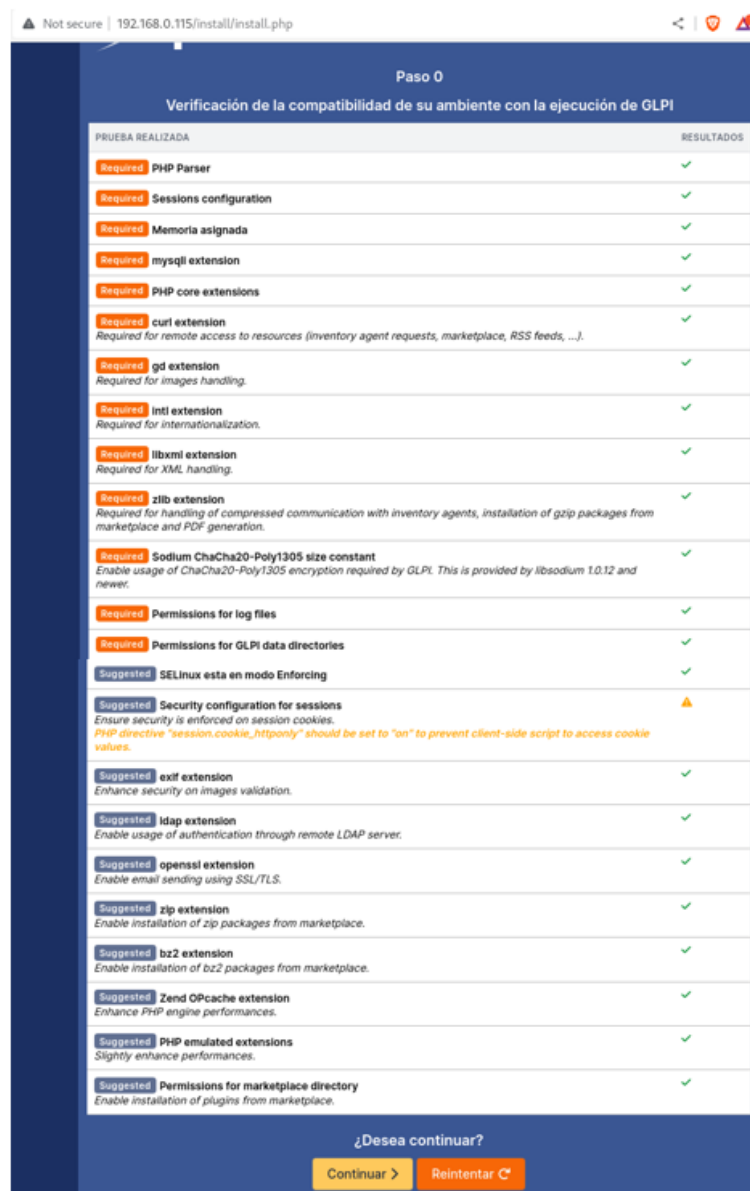 Not secure 192.168.0.115/install/install.php
Paso 0
Verificación de la compatibilidad de su ambiente con la ejecución de GLPI
PRUEBA REALIZADA RESULTADOS
Required PHP Parser
Required Sessions configuration
Required Memoria asignada
Required mysqli extension
Required PHP core extensions
Required curl extension
Required for remote access to resources (inventory agent requests, marketplace, RSS feeds, ...).
Required gd extension
Required for images handling.
Required intl extension
Required for internationalization.
Required libxml extension
Required for XML handling.
Required zlib extension
Required for handling of compressed communication with inventory agents, installation of gzip packages from
marketplace and PDF generation.
Required Sodium ChaCha20-Poly1305 size constant
Enable usage of ChaCha20-Poly1305 encryption required by GLPI. This is provided by libsodium 1.0.12 and
newer.
Required Permissions for log files
Required Permissions for GLPI data directories
Suggested SELinux esta en modo Enforcing
Suggested Security configuration for sessions
Ensure security is enforced on session cookies.
PHP directive "session.cookie_httponly" should be set to "on" to prevent client-side script to access cookie
values.
Suggested exif extension
Enhance security on images validation.
Suggested ldap extension
Enable usage of authentication through remote LDAP server.
Suggested openssl extension
Enable email sending using SSL/TLS.
Suggested zip extension
Enable installation of zip packages from marketplace.
Suggested bz2 extension
Enable installation of bz2 packages from marketplace.
Suggested Zend OPcache extension
Enhance PHP engine performances.
Suggested PHP emulated extensions
Slightly enhance performances.
Suggested Permissions for marketplace directory
Enable installation of plugins from marketplace.
¿Desea continuar?
Continuar Reintentar